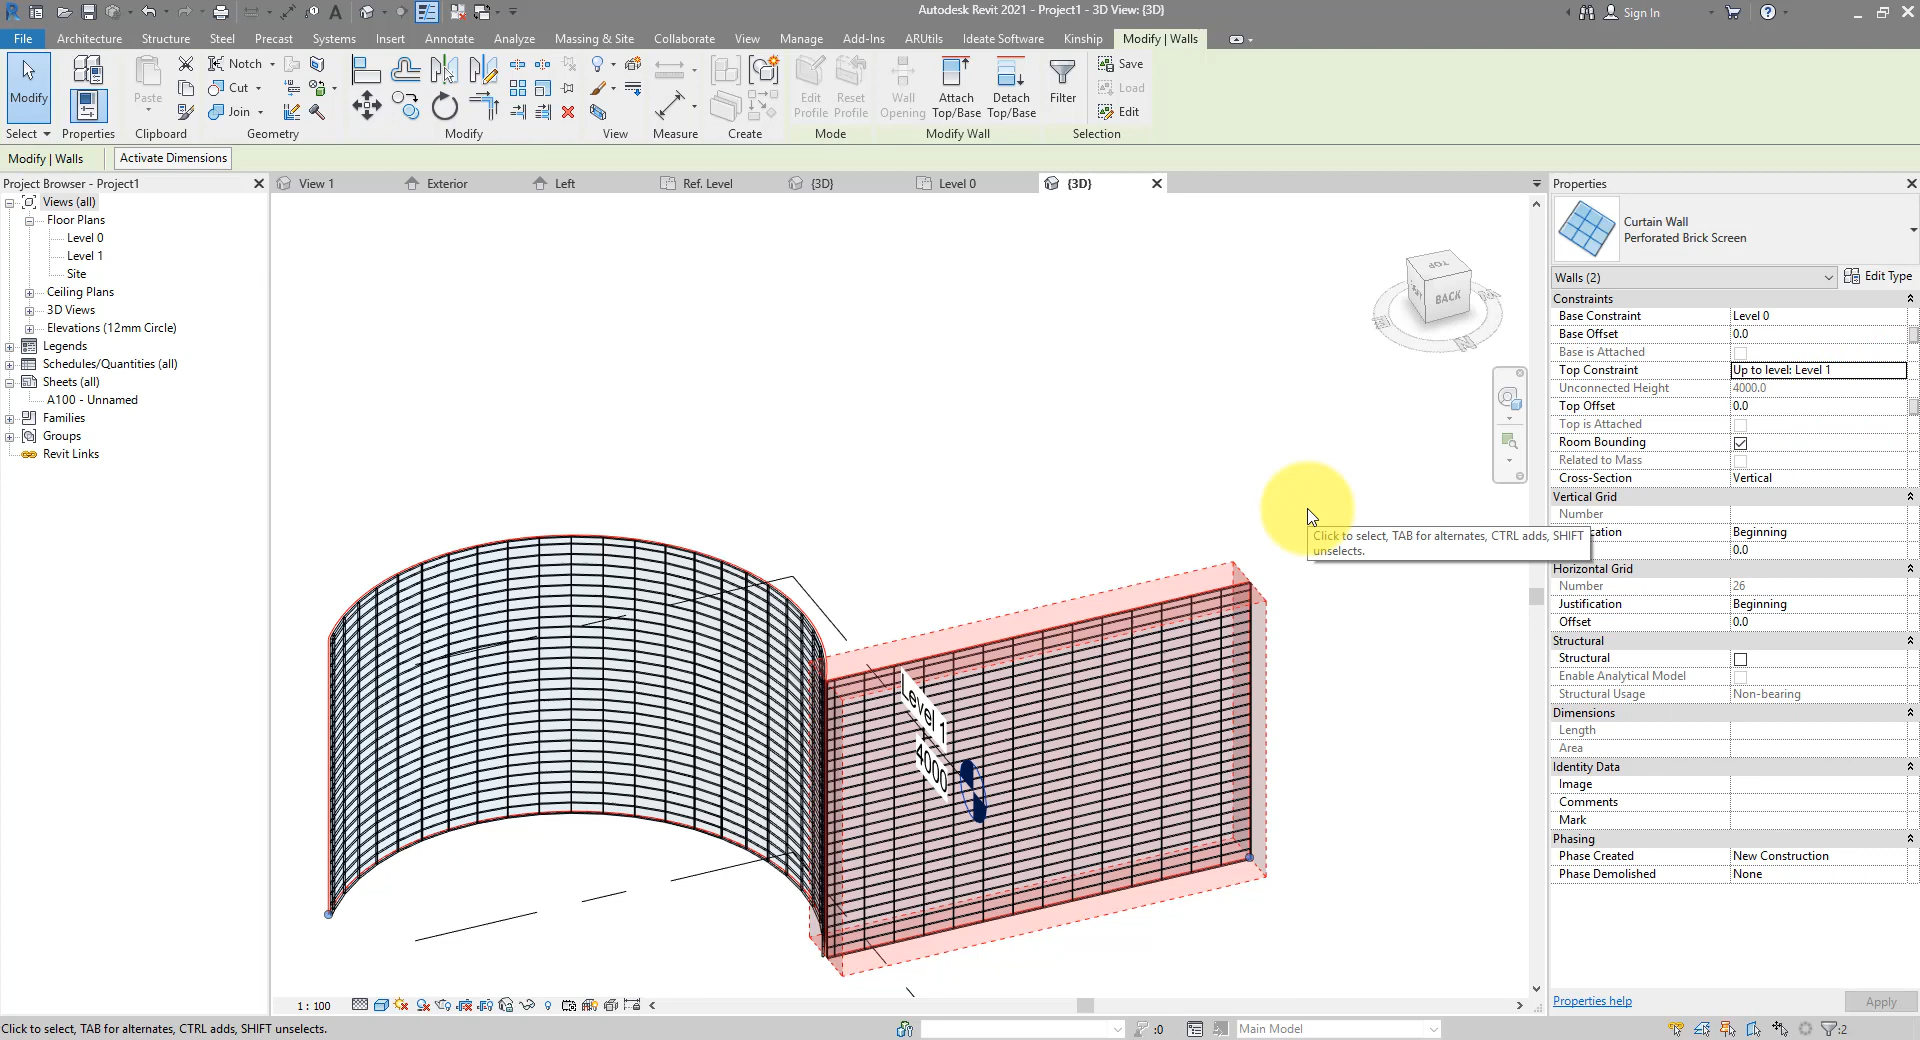 Autodesk Revit 2021 - Project1 - 3D View: {3D}
Sign In
File Architecture Structure Steel Precast Systems Insert Annotate Analyze Massing & Site Collaborate View Manage Add-Ins ARUtils Ideate Software Kinship Modify | Walls
Modify
Paste
Notch
Cut
Join
Edit Profile
Reset Profile
Wall Opening
Attach Top/Base
Detach Top/Base
Filter
Save
Load
Edit
Select Properties Clipboard Geometry Modify View Measure Create Mode Modify Wall Selection
Modify | Walls Activate Dimensions
Project Browser - Project1
View 1 Exterior Left Ref. Level {3D} Level 0 {3D}
Views (all)
Floor Plans
Level 0
Level 1
Site
Ceiling Plans
3D Views
Elevations (12mm Circle)
Legends
Schedules/Quantities (all)
Sheets (all)
A100 - Unnamed
Families
Groups
Revit Links
TOP
BACK
Click to select, TAB for alternates, CTRL adds, SHIFT
unselects.
Level 1
4000
Properties
Curtain Wall
Perforated Brick Screen
Walls (2) Edit Type
Constraints
Base Constraint Level 0
Base Offset 0.0
Base is Attached
Top Constraint Up to level: Level 1
Unconnected Height 4000.0
Top Offset 0.0
Top is Attached
Room Bounding
Related to Mass
Cross-Section Vertical
Vertical Grid
Number
cation Beginning
0.0
Horizontal Grid
Number 26
Justification Beginning
Offset 0.0
Structural
Structural
Enable Analytical Model
Structural Usage Non-bearing
Dimensions
Length
Area
Identity Data
Image
Comments
Mark
Phasing
Phase Created New Construction
Phase Demolished None
Properties help Apply
1 : 100
Click to select, TAB for alternates, CTRL adds, SHIFT unselects.
:0
Main Model
:2